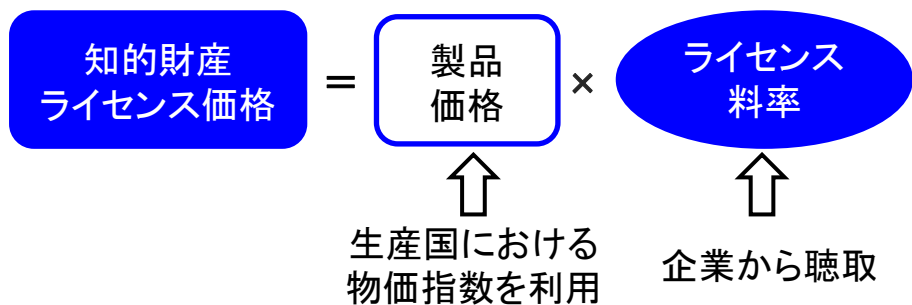 知的財産
ライセンス価格
＝
製品
価格
×
ライセンス
料率
生産国における
物価指数を利用
企業から聴取